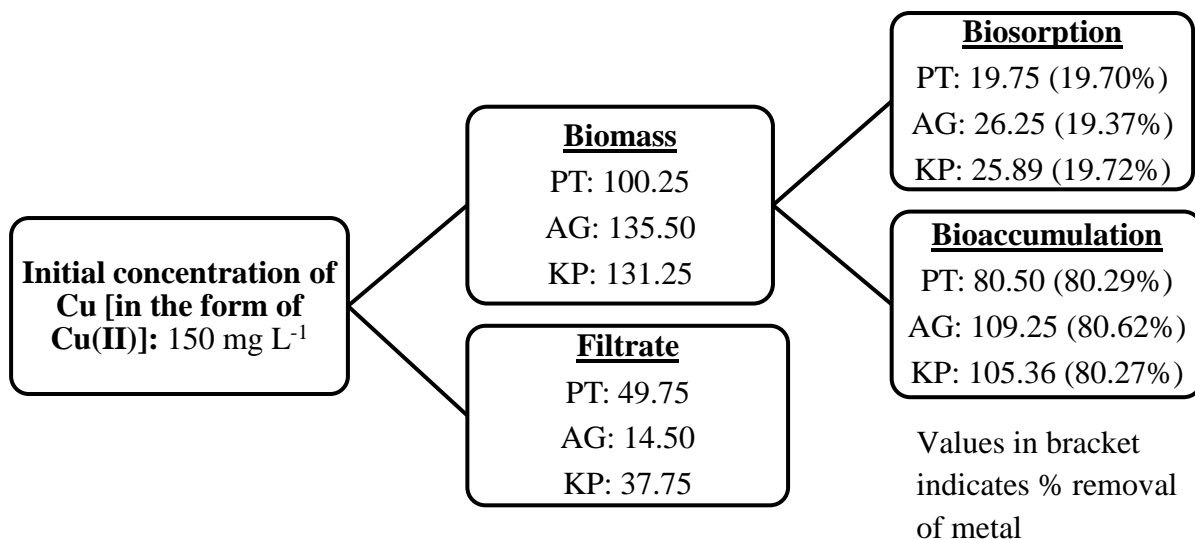 Initial concentration of
Cu [in the form of
Cu(II)]: 150 mg L-1
Biomass
PT: 100.25
AG: 135.50
KP: 131.25
Filtrate
PT: 49.75
AG: 14.50
KP: 37.75
Biosorption
PT: 19.75 (19.70%)
AG: 26.25 (19.37%)
KP: 25.89 (19.72%)
Bioaccumulation
PT: 80.50 (80.29%)
AG: 109.25 (80.62%)
KP: 105.36 (80.27%)
Values in bracket
indicates % removal
of metal